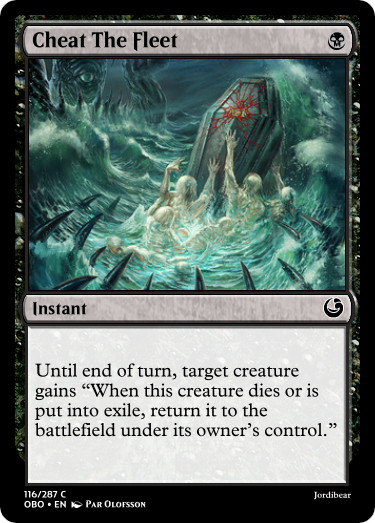 Cheat The Fleet
Instant
Until end of turn, target creature
gains “When this creature dies or is
put into exile, return it to the
battlefield under its owner’s control.”
116/287 C
OBO • EN Par Olofsson
Jordibear